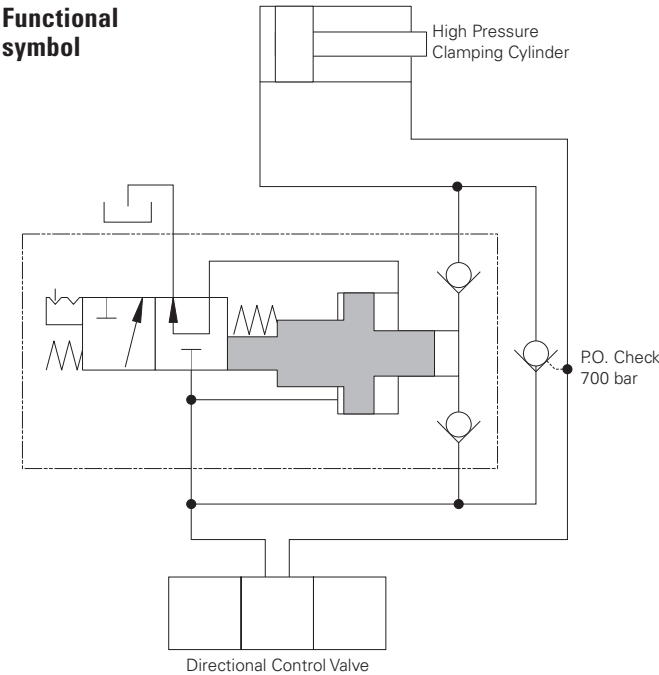 Functional
symbol
High Pressure
Clamping Cylinder
P.O. Check
700 bar
Directional Control Valve